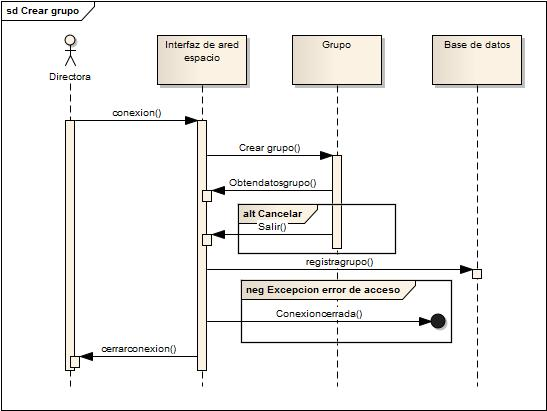 sd Crear grupo
Directora
Interfaz de ared
espacio
Grupo
Base de datos
conexion()
Crear grupo()
Obtendatosgrupo()
alt Cancelar
Salir()
registragrupo()
neg Excepcion error de acceso
Conexioncerrada()
cerrarconexion()